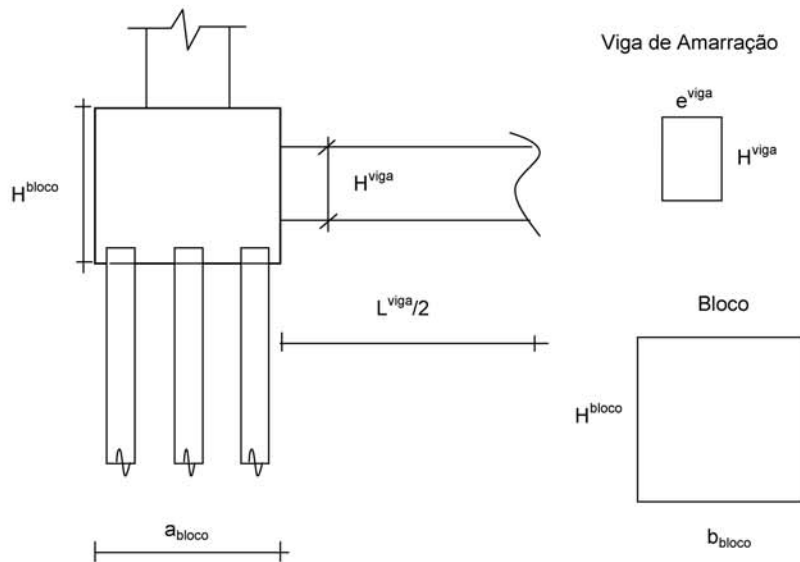 Viga de Amarração
e^viga
H^viga
H^bloco
H^viga
L^viga/2
Bloco
H^bloco
a_bloco
b_bloco